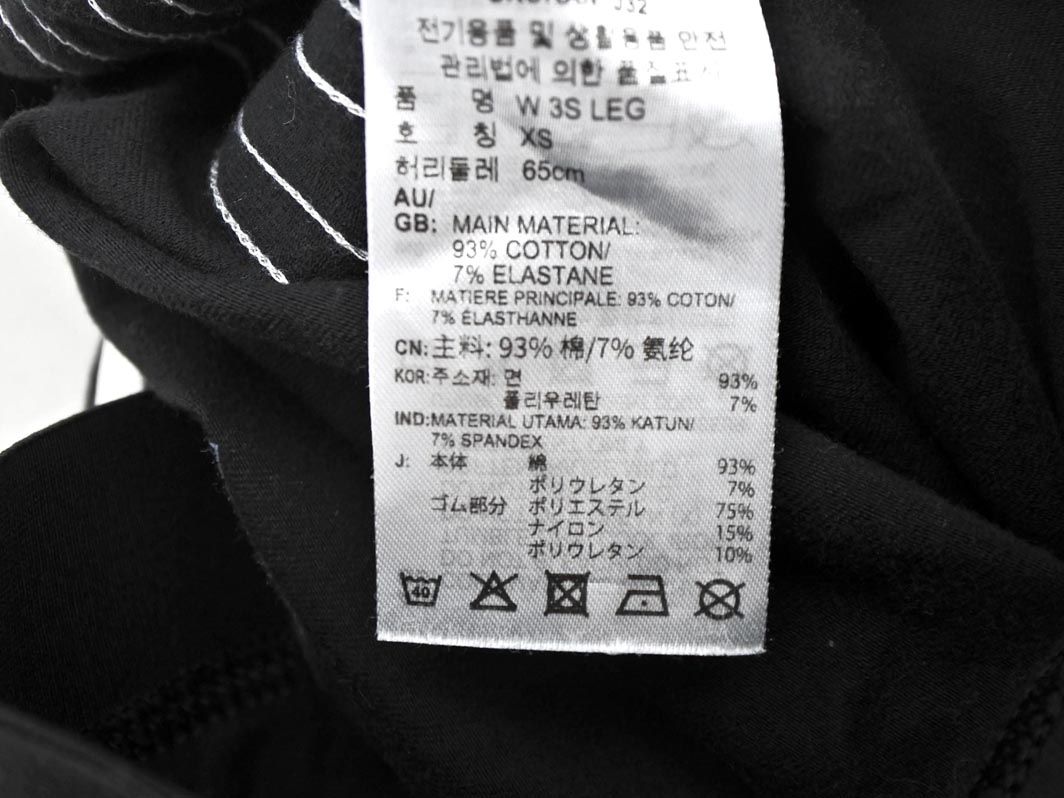 J32
전기용품 및 생활용품 안전
관리법에 의한 품질표시
품 명 W 3S LEG
호 칭 XS
허리둘레 65cm
AU/
GB: MAIN MATERIAL:
93% COTTON/
7% ELASTANE
F: MATIERE PRINCIPALE: 93% COTON/
7% ÉLASTHANNE
CN: 主料: 93% 棉/7% 氨纶
KOR: 주소재: 면 93%
폴리우레탄 7%
IND: MATERIAL UTAMA: 93% KATUN/
7% SPANDEX
J: 本体 綿 93%
ポリウレタン 7%
ゴム部分 ポリエステル 75%
ナイロン 15%
ポリウレタン 10%
40